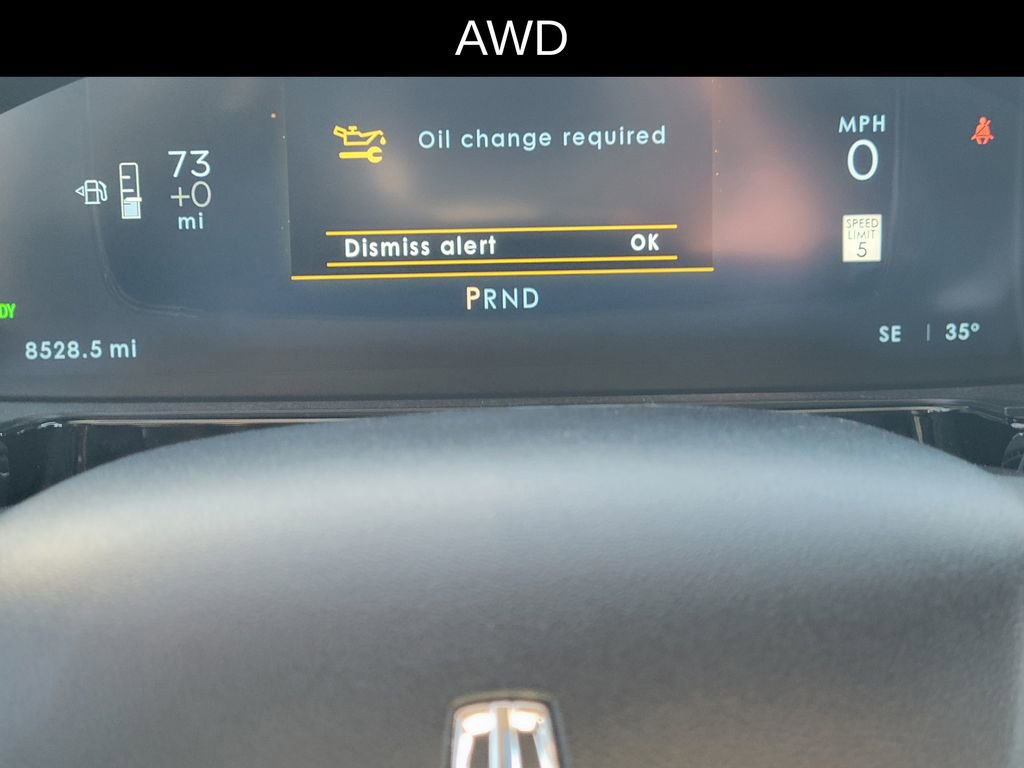 AWD
Oil change required
73
+0
mi
MPH
0
SPEED
LIMIT
5
Dismiss alert OK
PRND
DY
8528.5 mi
SE | 35°